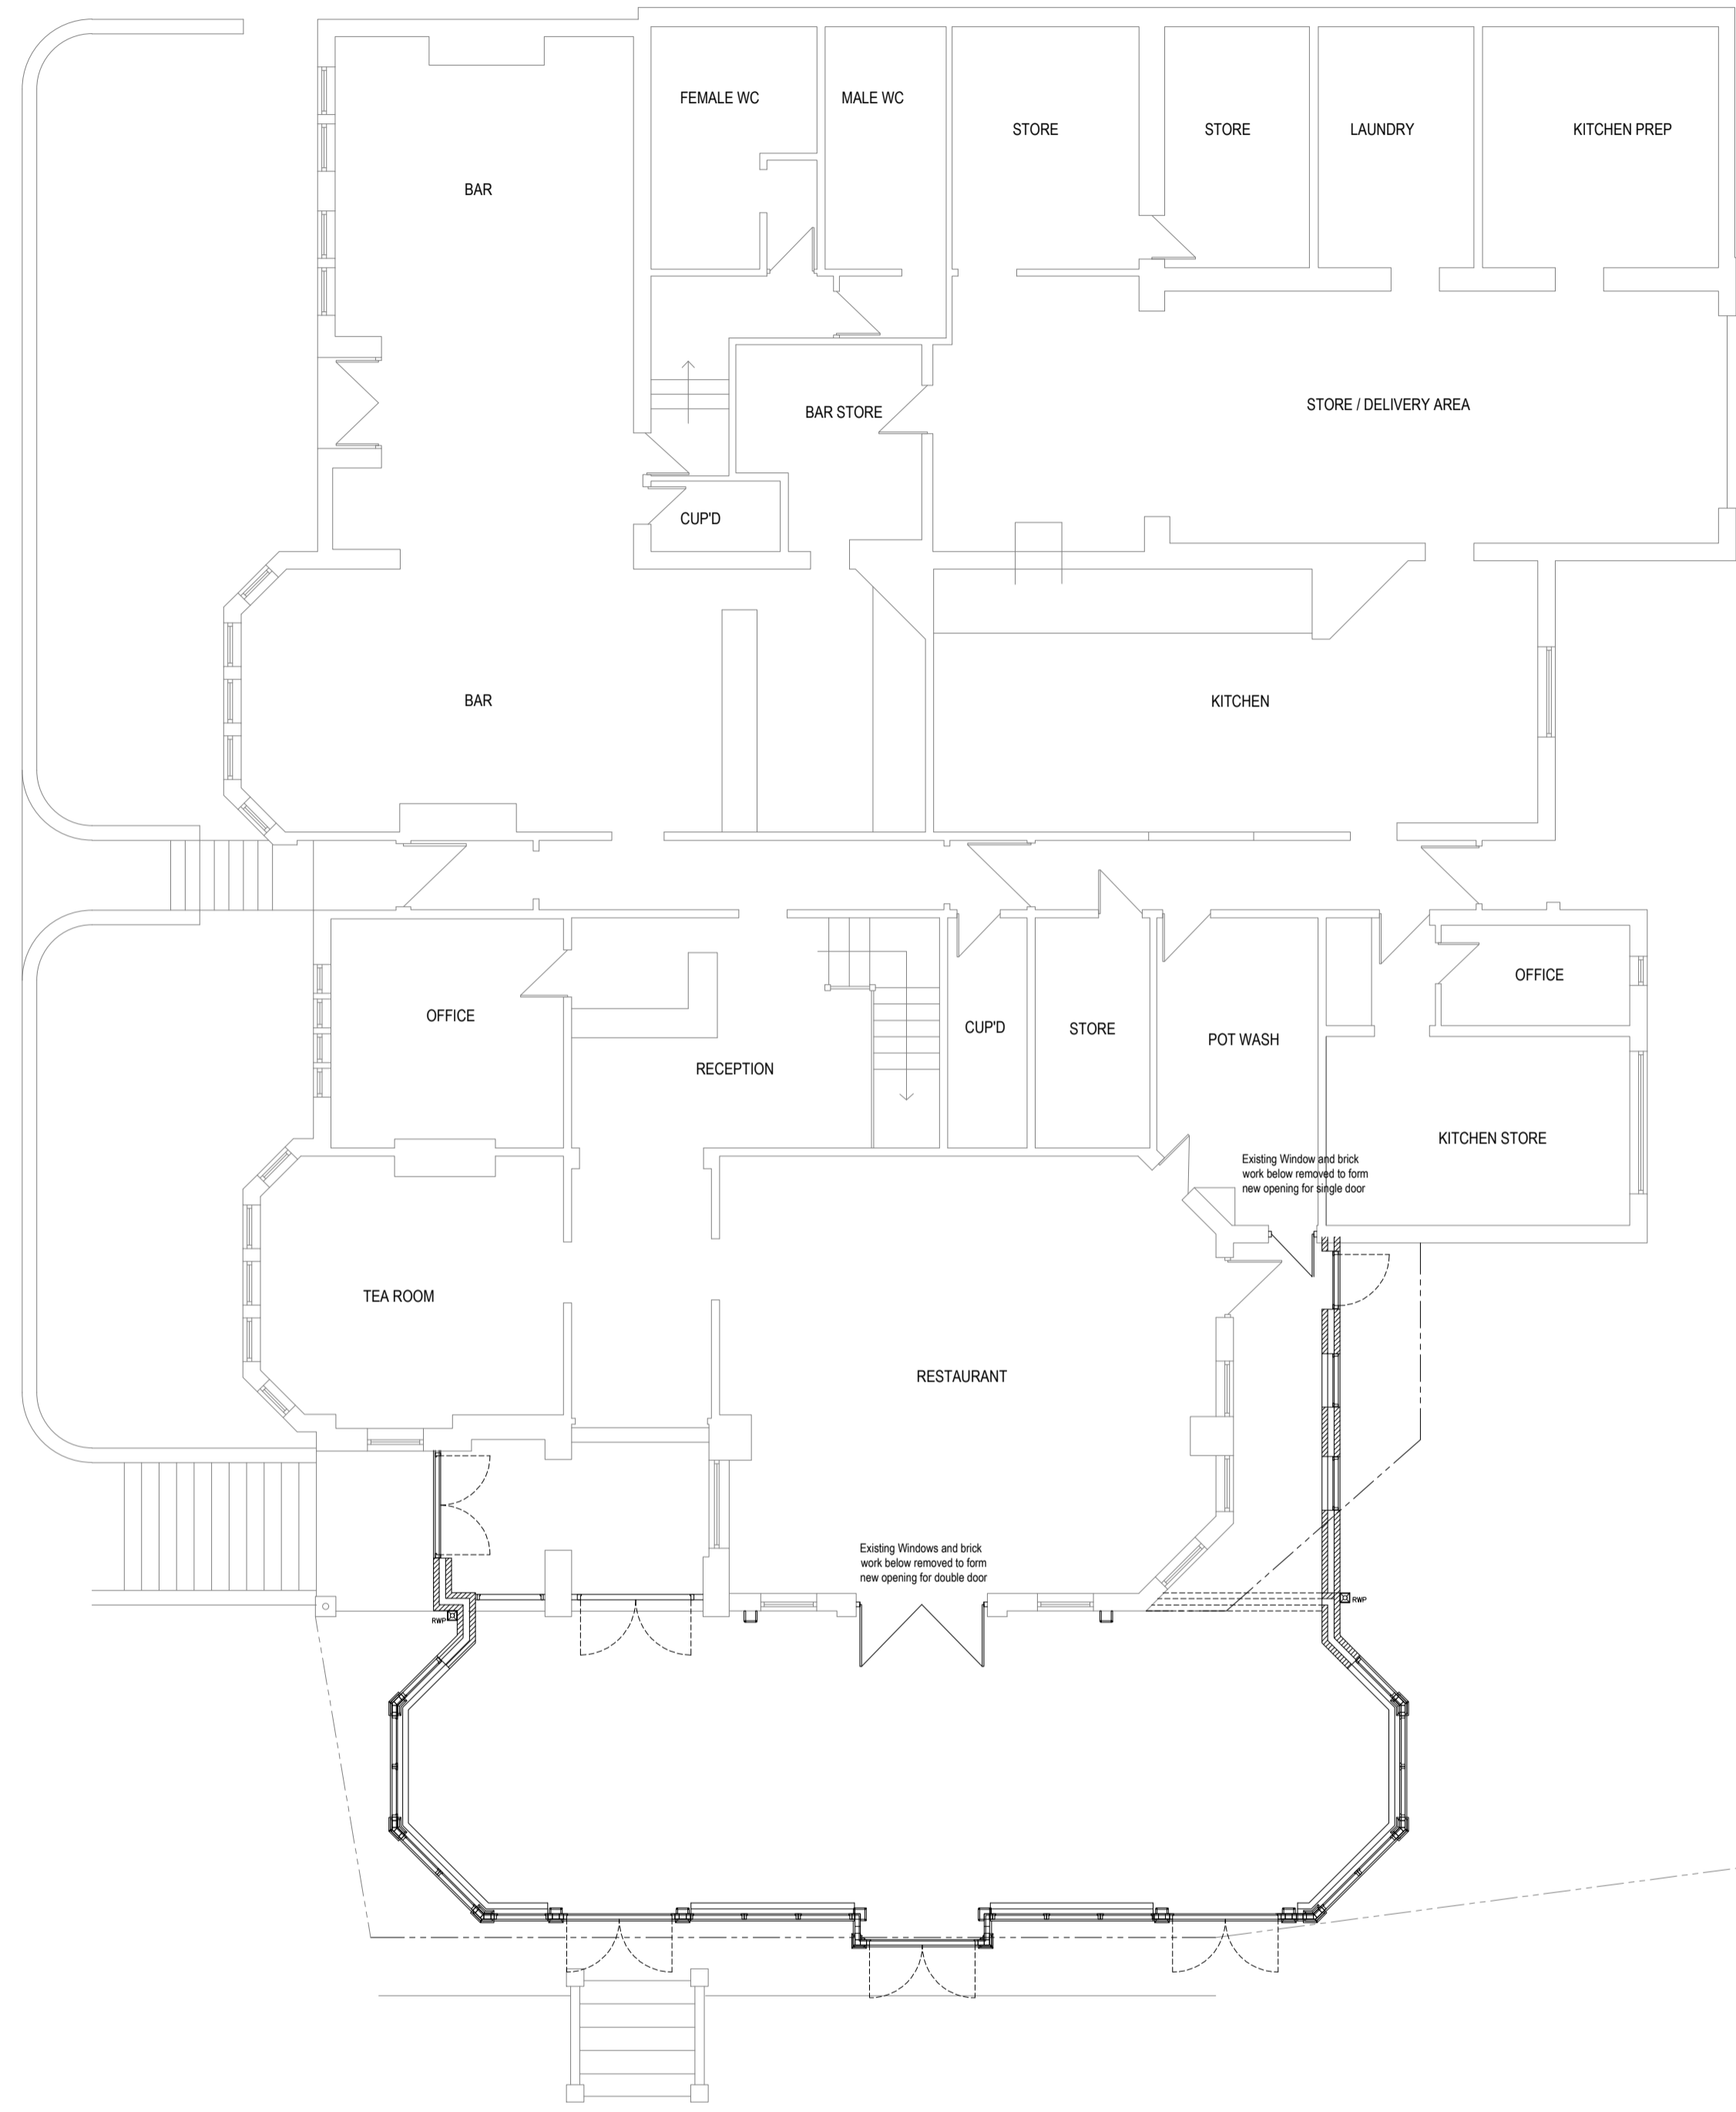 FEMALE WC
MALE WC
STORE
STORE
LAUNDRY
KITCHEN PREP
BAR
BAR STORE
STORE / DELIVERY AREA
CUP'D
BAR
KITCHEN
OFFICE
OFFICE
CUP'D
STORE
POT WASH
RECEPTION
KITCHEN STORE
Existing Window and brick
work below removed to form
new opening for single door
TEA ROOM
RESTAURANT
Existing Windows and brick
work below removed to form
new opening for double door
RWP
RWP